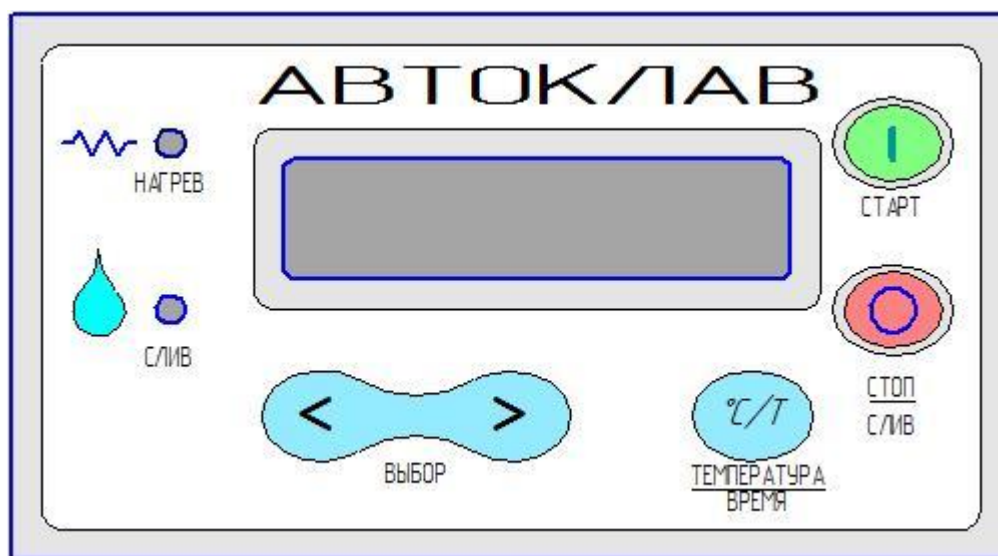 АВТОКЛАВ
НАГРЕВ
I
СТАРТ
СЛИВ
СТОП
СЛИВ
< >
ВЫБОР
°C/T
ТЕМПЕРАТУРА
ВРЕМЯ